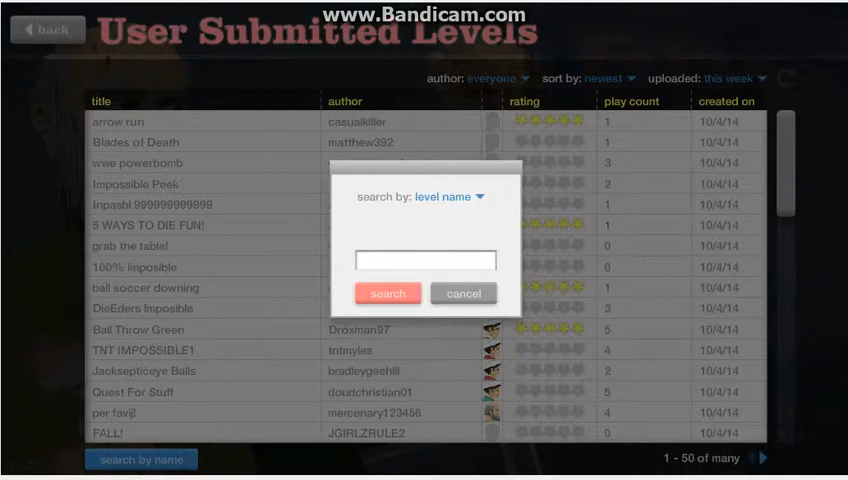 www.Bandicam.com
back
User Submitted Levels
author: everyone sort by: newest uploaded: this week
title author rating play count created on
arrow run casualkiller 1 10/4/14
Blades of Death matthew392 1 10/4/14
wwe powerbomb 3 10/4/14
Impossible Peek 2 10/4/14
Inpasbl 999999999999 1 10/4/14
5 WAYS TO DIE FUN! 1 10/4/14
grab the table! 0 10/4/14
100% imposible 0 10/4/14
ball soccer downing 1 10/4/14
DieEders Imposible 3 10/4/14
Ball Throw Green Droxman97 5 10/4/14
TNT IMPOSSIBLE1 tntmyles 4 10/4/14
Jacksepticeye Balls bradleygeehill 2 10/4/14
Quest For Stuff doudchristian01 5 10/4/14
per favij! mercenary123456 4 10/4/14
FALL! JGIRLZRULE2 0 10/4/14
search by: level name
search cancel
search by name 1 - 50 of many